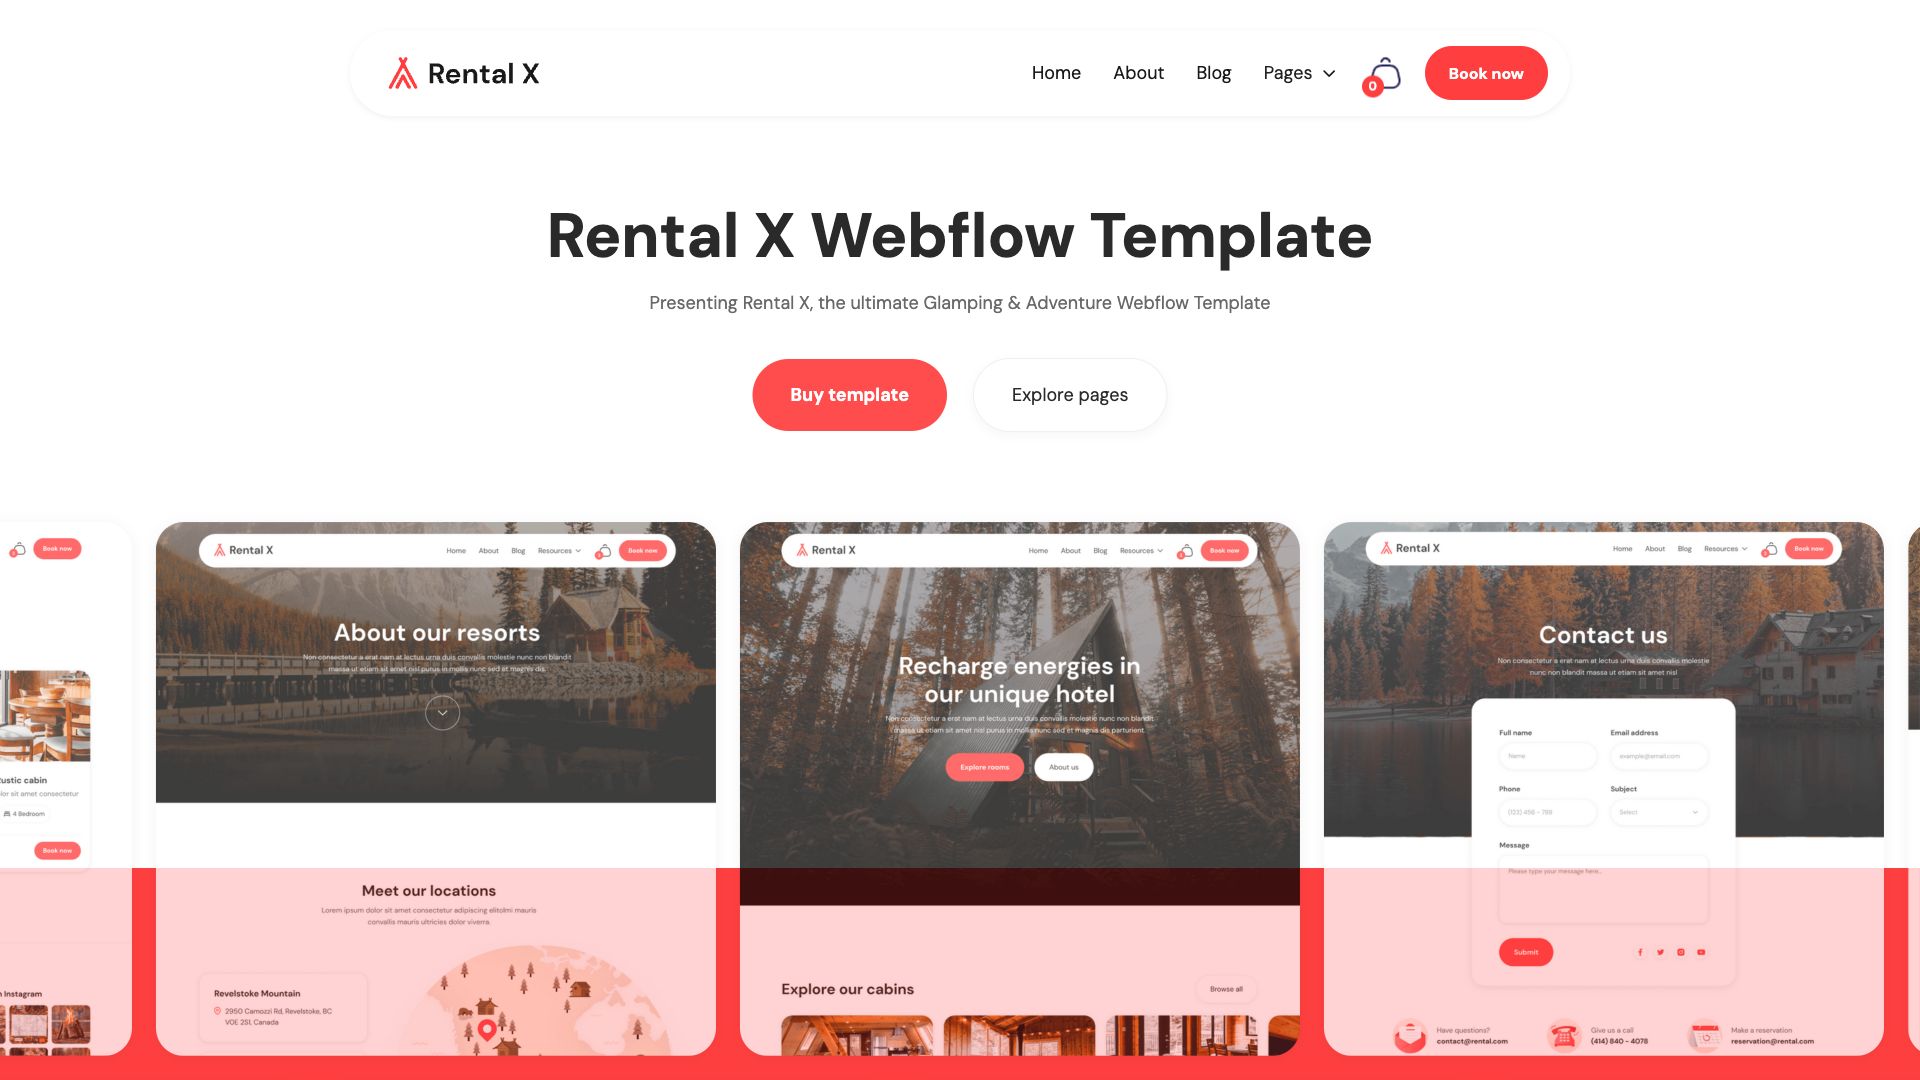 Rental X
Home
About
Blog
Pages
0
Book now
Rental X Webflow Template
Presenting Rental X, the ultimate Glamping & Adventure Webflow Template
Buy template
Explore pages
Book now
Rustic cabin
lor sit amet consectetur
4 Bedroom
Book now
n Instagram
Rental X
Home
About
Blog
Resources
Book now
About our resorts
Non consectetur a erat nam at lectus urna duis convallis molestie nunc non blandit
massa ut etiam sit amet nisl purus in mollis nunc sed et magnis dis.
Meet our locations
Lorem ipsum dolor sit amet consectetur adipiscing elitolmi mauris
convallis mauris ultricies dolor viverra.
Revelstoke Mountain
2950 Camozzi Rd, Revelstoke, BC
VOE 2S1, Canada
Rental X
Home
About
Blog
Resources
Book now
Recharge energies in
our unique hotel
Non consectetur a erat nam at lectus urna duis convallis molestie nunc non blandit
massa ut etiam sit amet nisl purus in mollis nunc sed et magnis dis parturient.
Explore rooms
About us
Explore our cabins
Browse all
Rental X
Home
About
Blog
Resources
Book now
Contact us
Non consectetur a erat nam at lectus urna duis convallis molestie
nunc non blandit massa ut etiam sit amet nisl
Full name
Email address
Name
example@email.com
Phone
Subject
(123) 456 - 789
Select
Message
Please type your message here...
Submit
Have questions?
contact@rental.com
Give us a call
(414) 840 - 4078
Make a reservation
reservation@rental.com